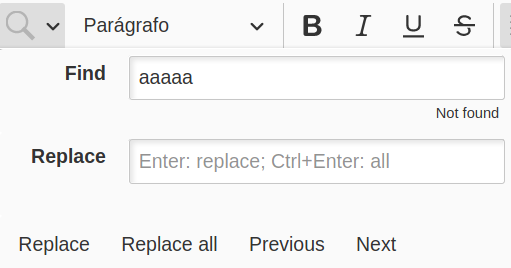 Parágrafo B I U S
Find aaaaa
Not found
Replace Enter: replace; Ctrl+Enter: all
Replace Replace all Previous Next